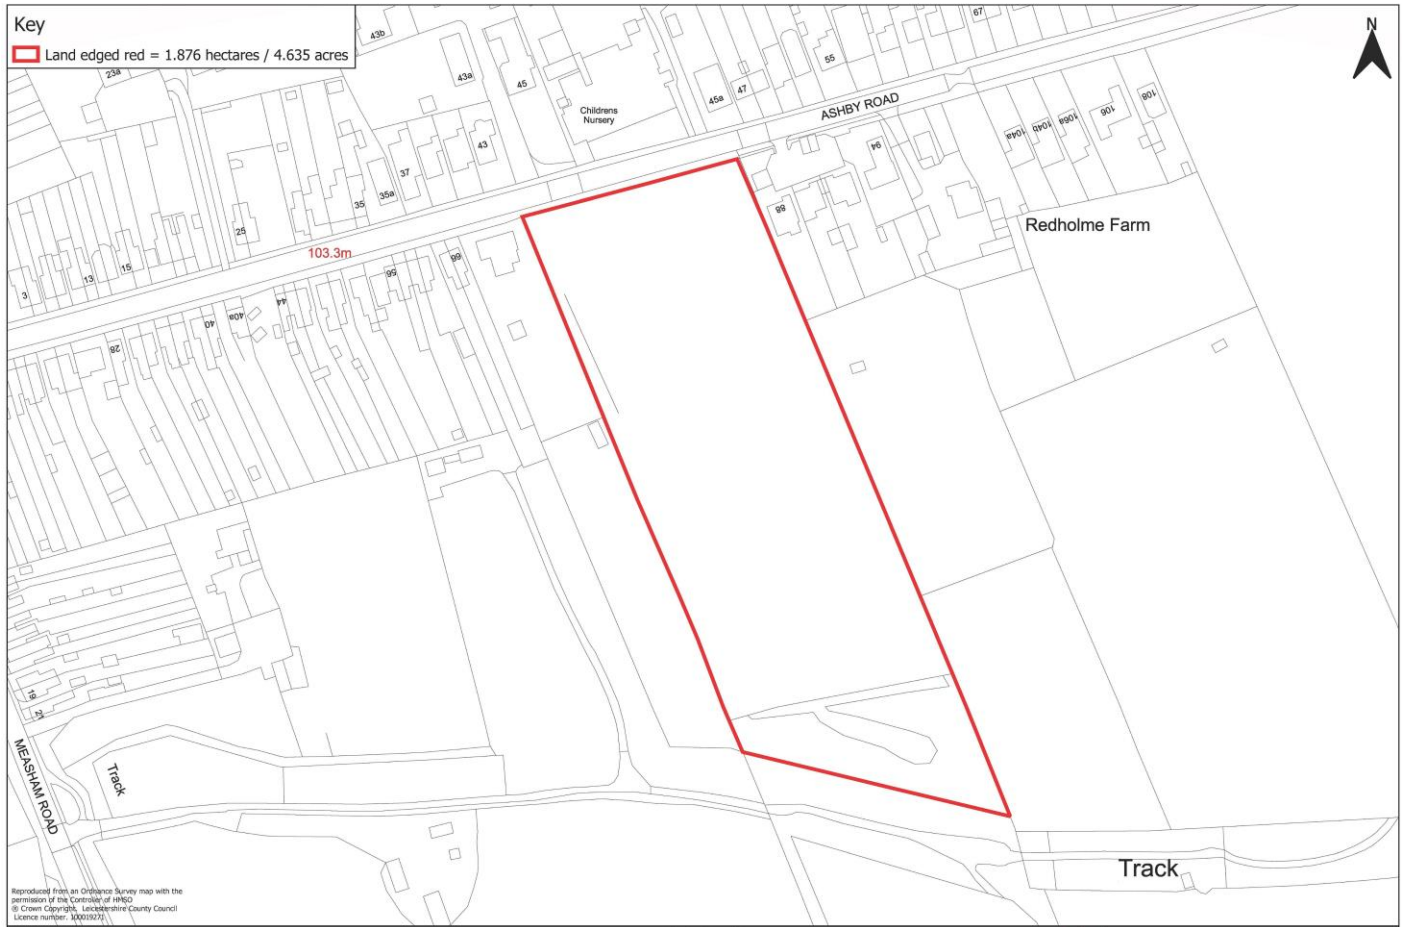 Key
Land edged red = 1.876 hectares / 4.635 acres
N
67
43b
55
23a
43a
45
47
45a
Childrens
Nursery
ASHBY ROAD
108
106
106a
104b
104a
94
43
37
35a
35
88
25
Redholme Farm
103.3m
15
13
3
66
56
44
40a
40
28
19
21
MEASHAM ROAD
Track
Track
Reproduced from an Ordnance Survey map with the
permission of the Controller of HMSO
© Crown Copyright. Leicestershire County Council
Licence number. 100019271